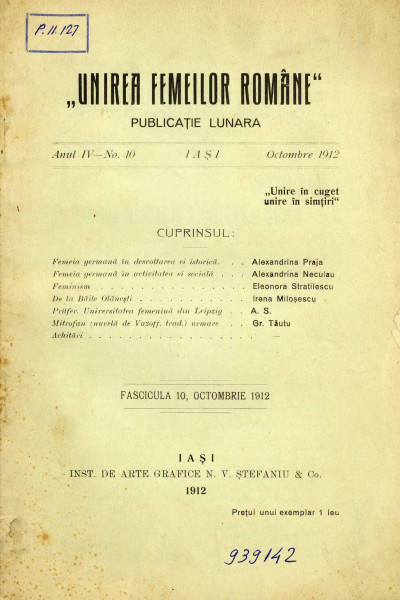 P.II.127
„UNIREA FEMEILOR ROMÂNE“
PUBLICAȚIE LUNARA
Anul IV—No. 10 IAȘI Octombre 1912
„Unire în cuget
unire în simțiri“
CUPRINSUL:
Femeia germană în desvoltarea ei istorică. . . Alexandrina Praja
Femeia germană în activitatea ei socială . . . Alexandrina Neculau
Feminism . . . . . . . . . . . . . . . Eleonora Stratilescu
De la Băile Olănești . . . . . . . . . . . Irena Miloșescu
Prüfer. Universitatea femenină din Leipzig . . A. S.
Mitrofan (nuvelă de Vazoff. trad.) urmare . . Gr. Tăutu
Achitări . . . . . . . . . . . . . . . . —
FASCICULA 10, OCTOMBRIE 1912
IAȘI
INST. DE ARTE GRAFICE N. V. ȘTEFANIU & Co.
1912
Prețul unui exemplar 1 leu
939142